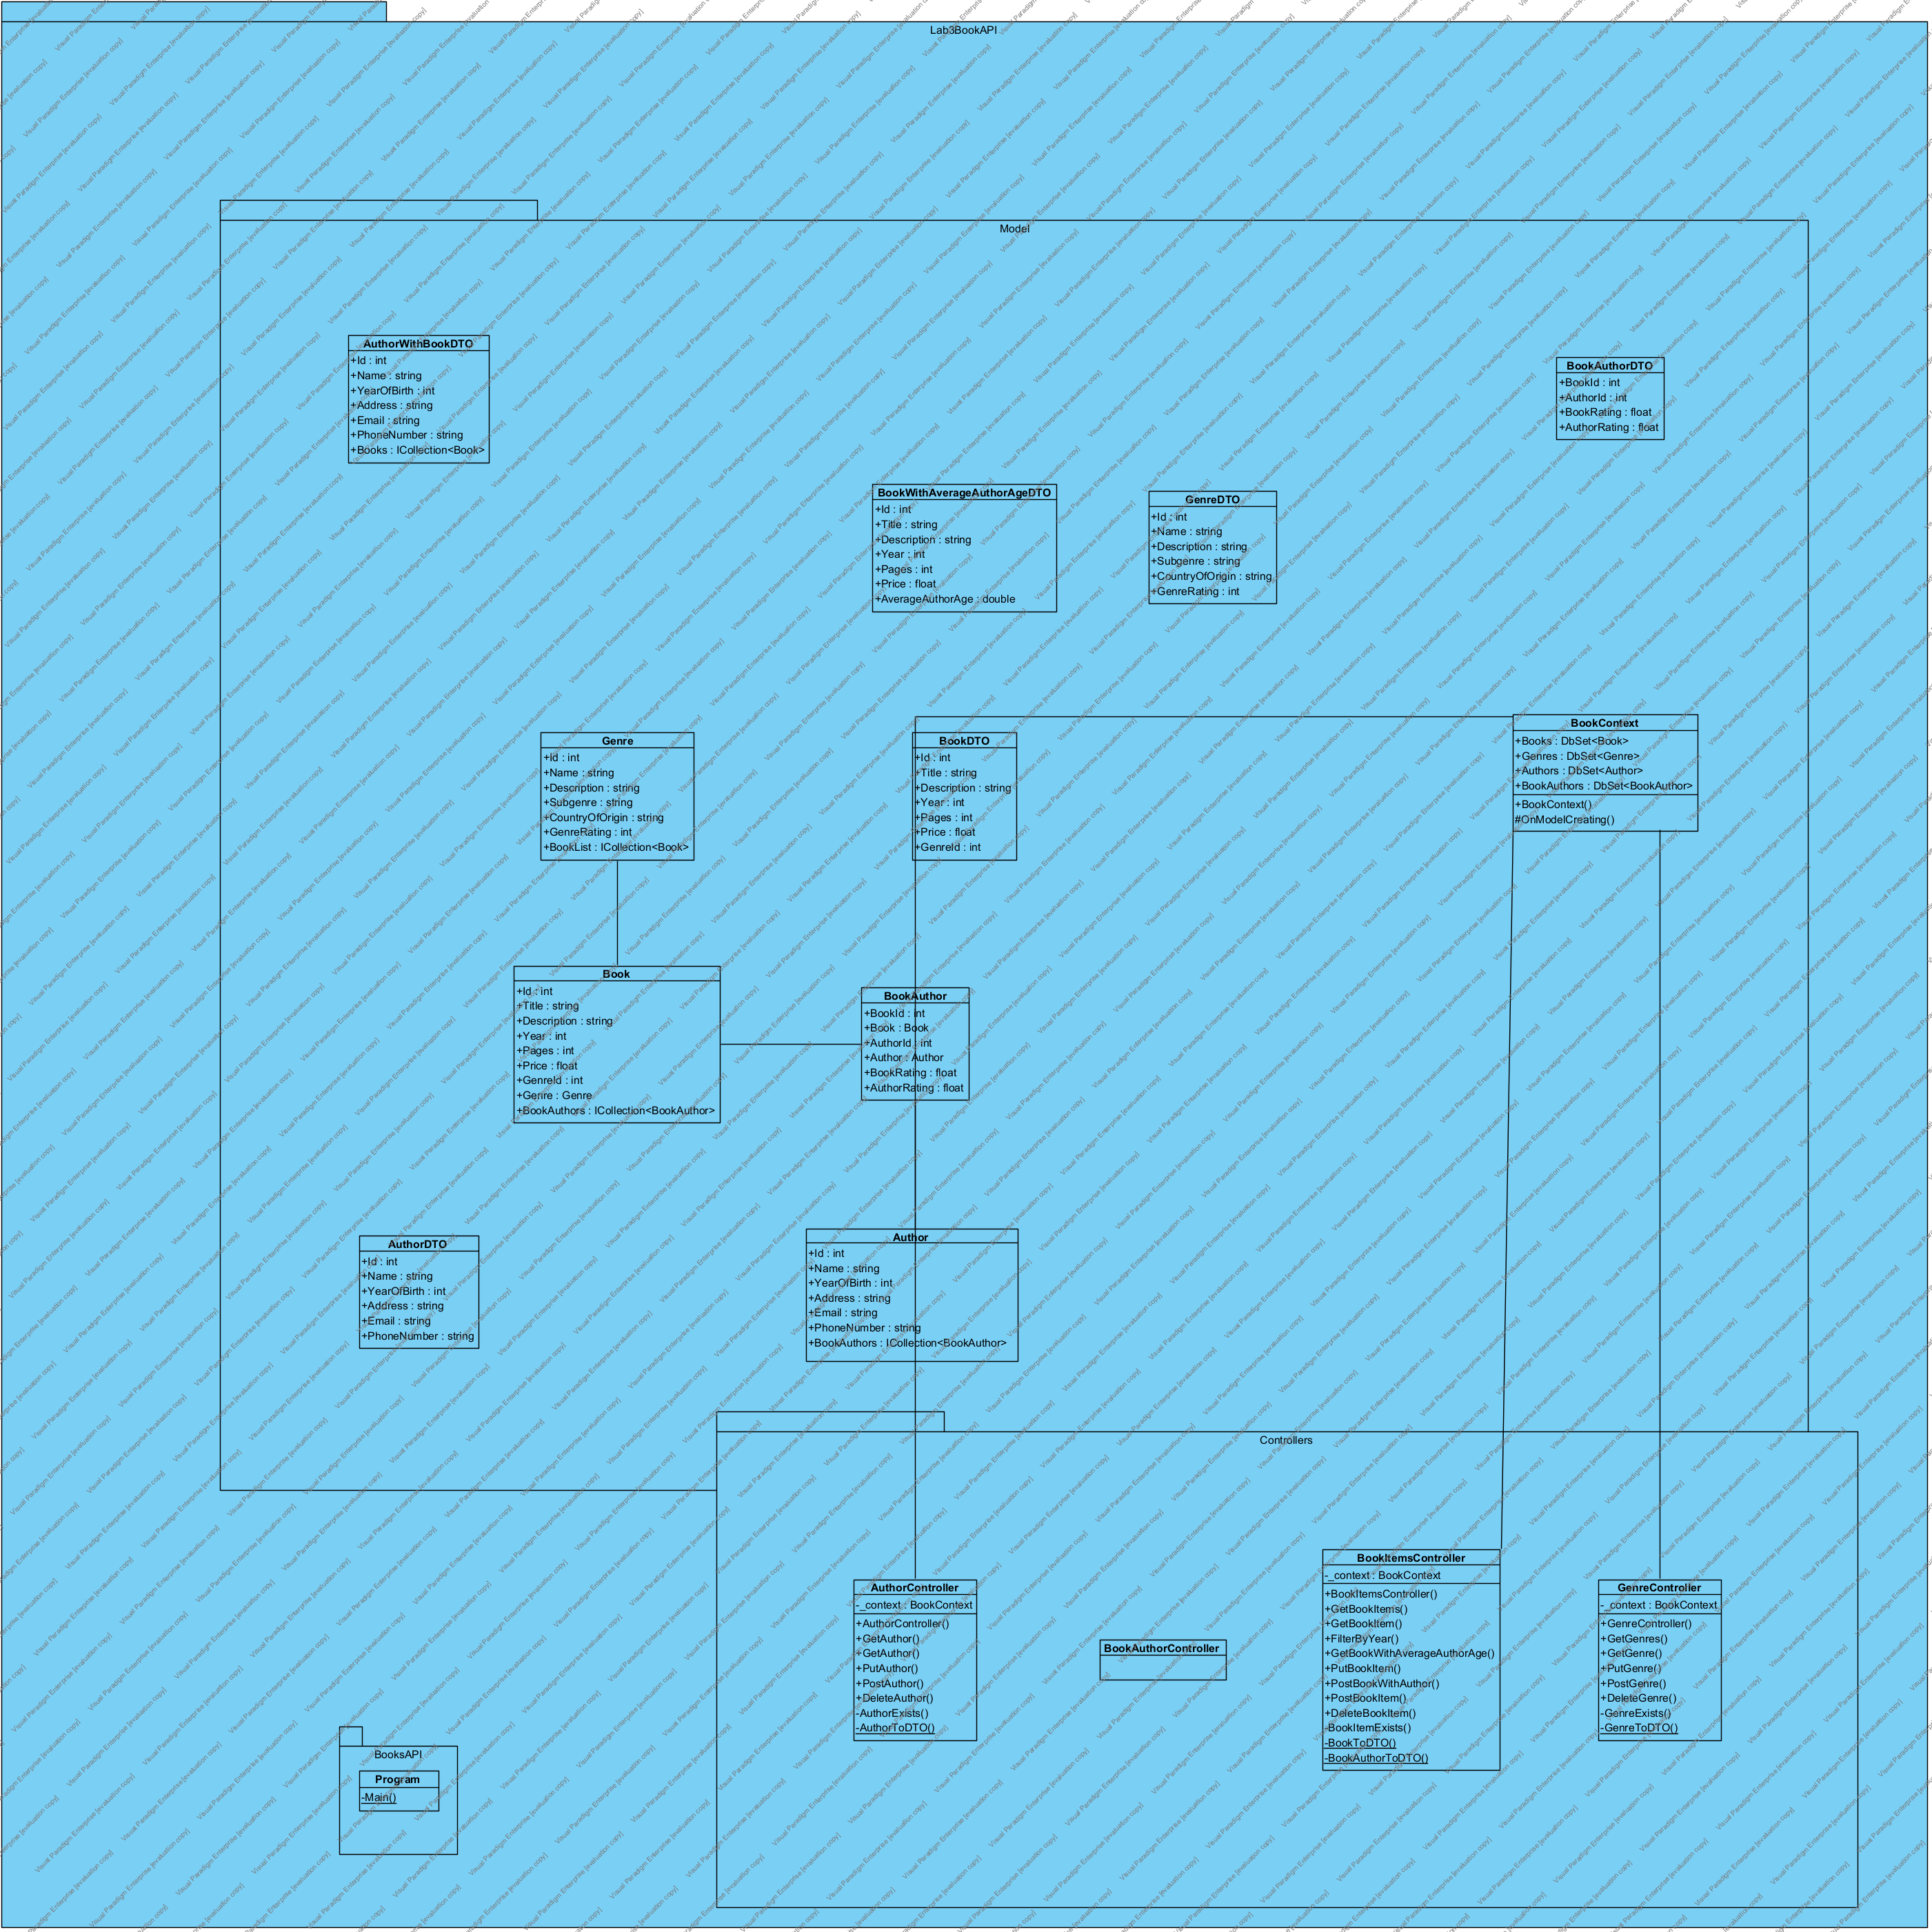 Lab3BookAPI
Model
AuthorWithBookDTO
+Id : int
+Name : string
+YearOfBirth : int
+Address : string
+Email : string
+PhoneNumber : string
+Books : ICollection<Book>
BookAuthorDTO
+BookId : int
+AuthorId : int
+BookRating : float
+AuthorRating : float
BookWithAverageAuthorAgeDTO
+Id : int
+Title : string
+Description : string
+Year : int
+Pages : int
+Price : float
+AverageAuthorAge : double
GenreDTO
+Id : int
+Name : string
+Description : string
+Subgenre : string
+CountryOfOrigin : string
+GenreRating : int
Genre
+Id : int
+Name : string
+Description : string
+Subgenre : string
+CountryOfOrigin : string
+GenreRating : int
+BookList : ICollection<Book>
BookDTO
+Id : int
+Title : string
+Description : string
+Year : int
+Pages : int
+Price : float
+GenreId : int
BookContext
+Books : DbSet<Book>
+Genres : DbSet<Genre>
+Authors : DbSet<Author>
+BookAuthors : DbSet<BookAuthor>
+BookContext()
#OnModelCreating()
Book
+Id : int
+Title : string
+Description : string
+Year : int
+Pages : int
+Price : float
+GenreId : int
+Genre : Genre
+BookAuthors : ICollection<BookAuthor>
BookAuthor
+BookId : int
+Book : Book
+AuthorId : int
+Author : Author
+BookRating : float
+AuthorRating : float
AuthorDTO
+Id : int
+Name : string
+YearOfBirth : int
+Address : string
+Email : string
+PhoneNumber : string
Author
+Id : int
+Name : string
+YearOfBirth : int
+Address : string
+Email : string
+PhoneNumber : string
+BookAuthors : ICollection<BookAuthor>
Controllers
AuthorController
-_context : BookContext
+AuthorController()
+GetAuthor()
+GetAuthor()
+PutAuthor()
+PostAuthor()
+DeleteAuthor()
-AuthorExists()
-AuthorToDTO()
BookAuthorController
BookItemsController
-_context : BookContext
+BookItemsController()
+GetBookItems()
+GetBookItem()
+FilterByYear()
+GetBookWithAverageAuthorAge()
+PutBookItem()
+PostBookWithAuthor()
+PostBookItem()
+DeleteBookItem()
-BookItemExists()
-BookToDTO()
-BookAuthorToDTO()
GenreController
-_context : BookContext
+GenreController()
+GetGenres()
+GetGenre()
+PutGenre()
+PostGenre()
+DeleteGenre()
-GenreExists()
-GenreToDTO()
BooksAPI
Program
-Main()
Visual Paradigm Enterprise [evaluation copy]